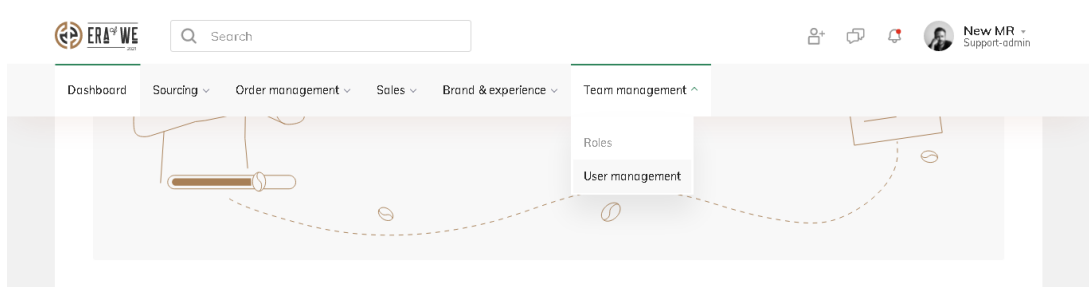 ERA of WE
2021
Search
New MR
Support-admin
Dashboard Sourcing Order management Sales Brand & experience Team management
Roles
User management